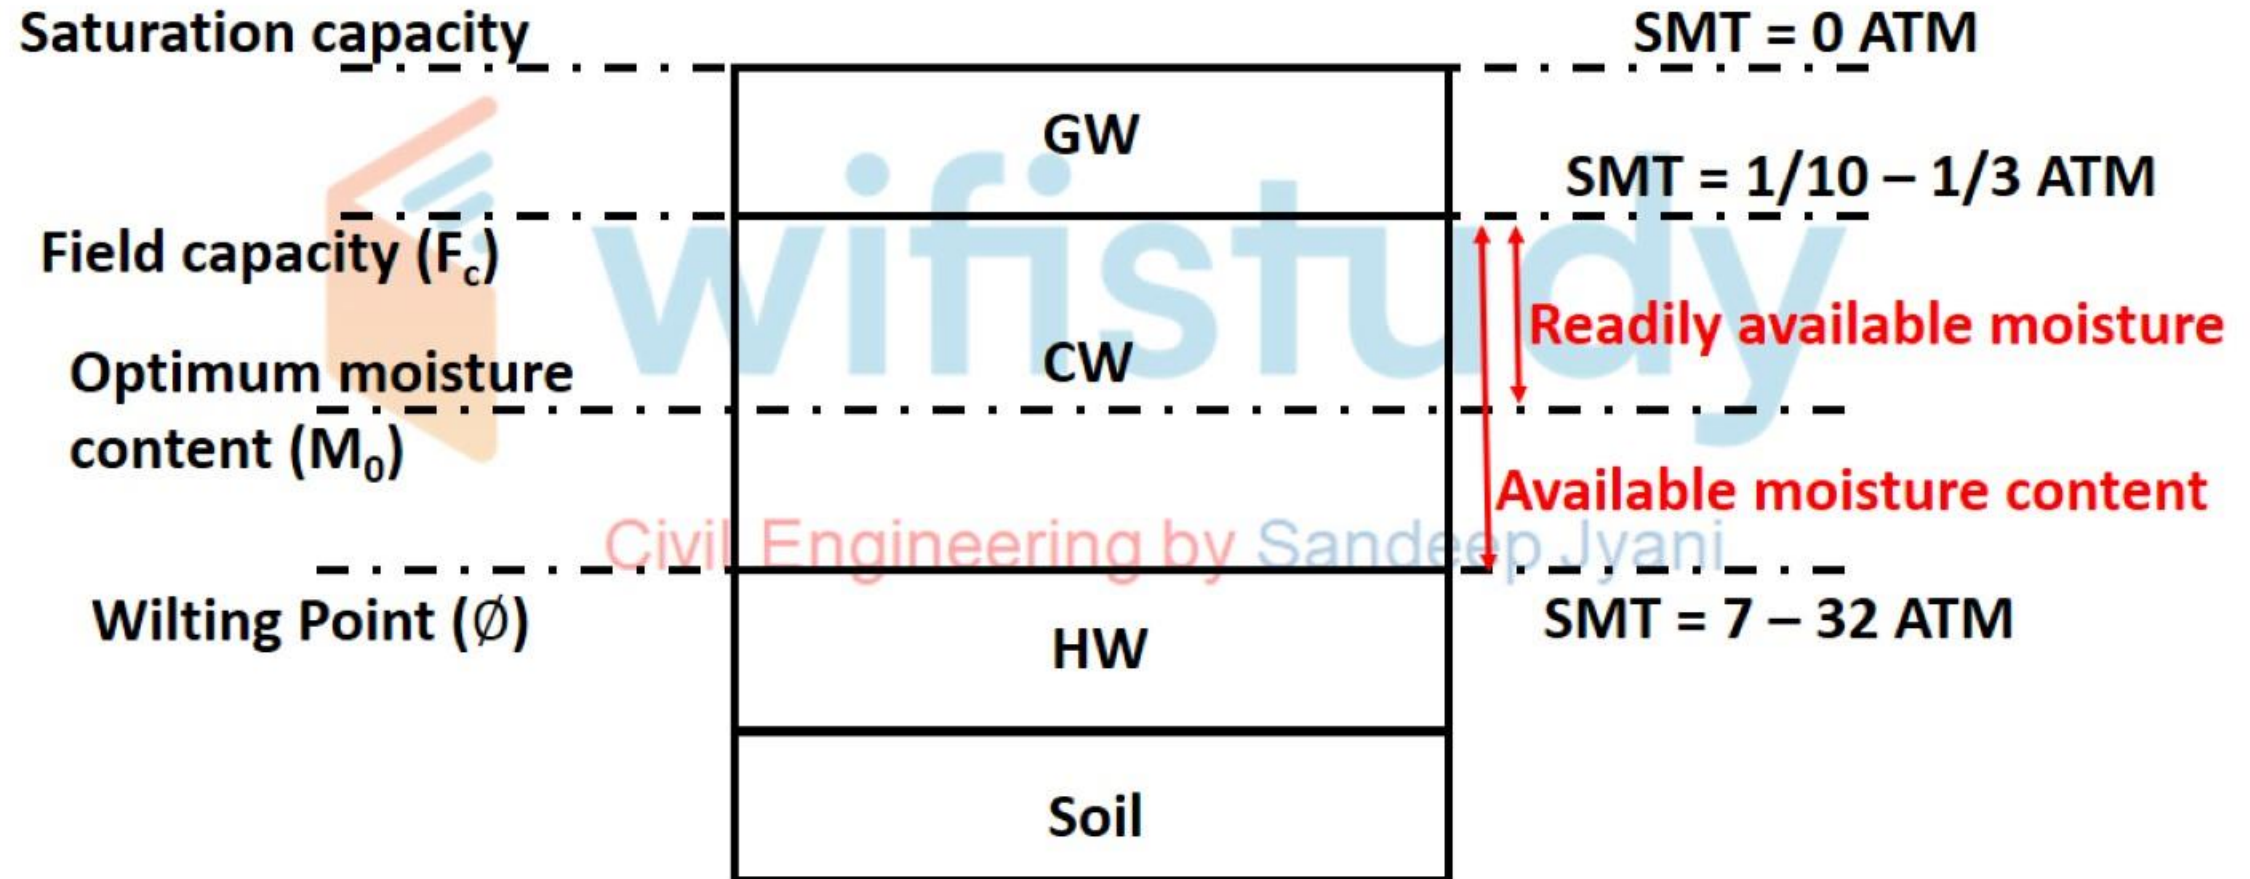 Saturation capacity
SMT = 0 ATM
GW
SMT = 1/10 – 1/3 ATM
Field capacity (Fc)
wifistudy
Readily available moisture
CW
Optimum moisture
content (M0)
Available moisture content
Civil Engineering by Sandeep Jyani
Wilting Point (∅)
SMT = 7 – 32 ATM
HW
Soil